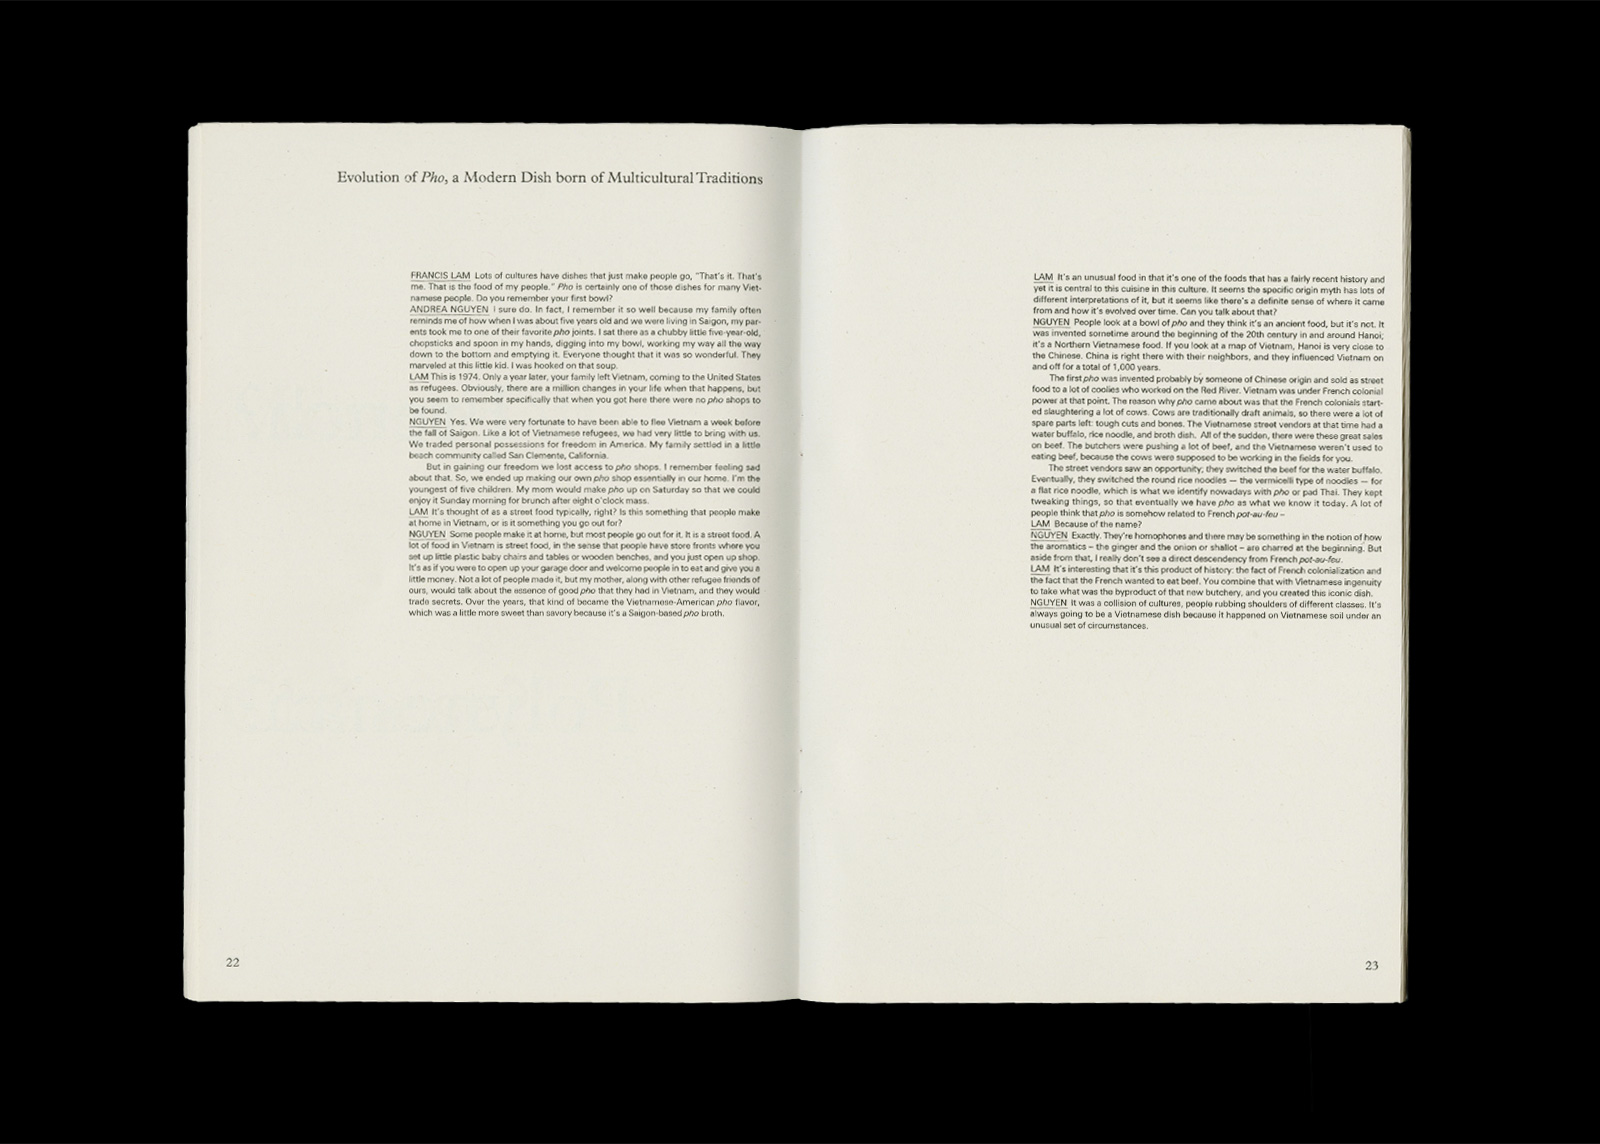 Evolution of Pho, a Modern Dish born of Multicultural Traditions
FRANCIS LAM Lots of cultures have dishes that just make people go, "That's it. That's
me. That is the food of my people." Pho is certainly one of those dishes for many Viet-
namese people. Do you remember your first bowl?
ANDREA NGUYEN I sure do. In fact, I remember it so well because my family often
reminds me of how when I was about five years old and we were living in Saigon, my par-
ents took me to one of their favorite pho joints. I sat there as a chubby little five-year-old,
chopsticks and spoon in my hands, digging into my bowl, working my way all the way
down to the bottom and emptying it. Everyone thought that it was so wonderful. They
marveled at this little kid. I was hooked on that soup.
LAM This is 1974. Only a year later, your family left Vietnam, coming to the United States
as refugees. Obviously, there are a million changes in your life when that happens, but
you seem to remember specifically that when you got here there were no pho shops to
be found.
NGUYEN Yes. We were very fortunate to have been able to flee Vietnam a week before
the fall of Saigon. Like a lot of Vietnamese refugees, we had very little to bring with us.
We traded personal possessions for freedom in America. My family settled in a little
beach community called San Clemente, California.
But in gaining our freedom we lost access to pho shops. I remember feeling sad
about that. So, we ended up making our own pho shop essentially in our home. I'm the
youngest of five children. My mom would make pho up on Saturday so that we could
enjoy it Sunday morning for brunch after eight o'clock mass.
LAM It's thought of as a street food typically, right? Is this something that people make
at home in Vietnam, or is it something you go out for?
NGUYEN Some people make it at home, but most people go out for it. It is a street food. A
lot of food in Vietnam is street food, in the sense that people have store fronts where you
set up little plastic baby chairs and tables or wooden benches, and you just open up shop.
It's as if you were to open up your garage door and welcome people in to eat and give you a
little money. Not a lot of people made it, but my mother, along with other refugee friends of
ours, would talk about the essence of good pho that they had in Vietnam, and they would
trade secrets. Over the years, that kind of became the Vietnamese-American pho flavor,
which was a little more sweet than savory because it's a Saigon-based pho broth.
22
LAM It's an unusual food in that it's one of the foods that has a fairly recent history and
yet it is central to this cuisine in this culture. It seems the specific origin myth has lots of
different interpretations of it, but it seems like there's a definite sense of where it came
from and how it's evolved over time. Can you talk about that?
NGUYEN People look at a bowl of pho and they think it's an ancient food, but it's not. It
was invented sometime around the beginning of the 20th century in and around Hanoi;
it's a Northern Vietnamese food. If you look at a map of Vietnam, Hanoi is very close to
the Chinese. China is right there with their neighbors, and they influenced Vietnam on
and off for a total of 1,000 years.
The first pho was invented probably by someone of Chinese origin and sold as street
food to a lot of coolies who worked on the Red River. Vietnam was under French colonial
power at that point. The reason why pho came about was that the French colonials start-
ed slaughtering a lot of cows. Cows are traditionally draft animals, so there were a lot of
spare parts left: tough cuts and bones. The Vietnamese street vendors at that time had a
water buffalo, rice noodle, and broth dish. All of the sudden, there were these great sales
on beef. The butchers were pushing a lot of beef, and the Vietnamese weren't used to
eating beef, because the cows were supposed to be working in the fields for you.
The street vendors saw an opportunity; they switched the beef for the water buffalo.
Eventually, they switched the round rice noodles — the vermicelli type of noodles — for
a flat rice noodle, which is what we identify nowadays with pho or pad Thai. They kept
tweaking things, so that eventually we have pho as what we know it today. A lot of
people think that pho is somehow related to French pot-au-feu –
LAM Because of the name?
NGUYEN Exactly. They're homophones and there may be something in the notion of how
the aromatics – the ginger and the onion or shallot – are charred at the beginning. But
aside from that, I really don't see a direct descendency from French pot-au-feu.
LAM It's interesting that it's this product of history: the fact of French colonialization and
the fact that the French wanted to eat beef. You combine that with Vietnamese ingenuity
to take what was the byproduct of that new butchery, and you created this iconic dish.
NGUYEN It was a collision of cultures, people rubbing shoulders of different classes. It's
always going to be a Vietnamese dish because it happened on Vietnamese soil under an
unusual set of circumstances.
23